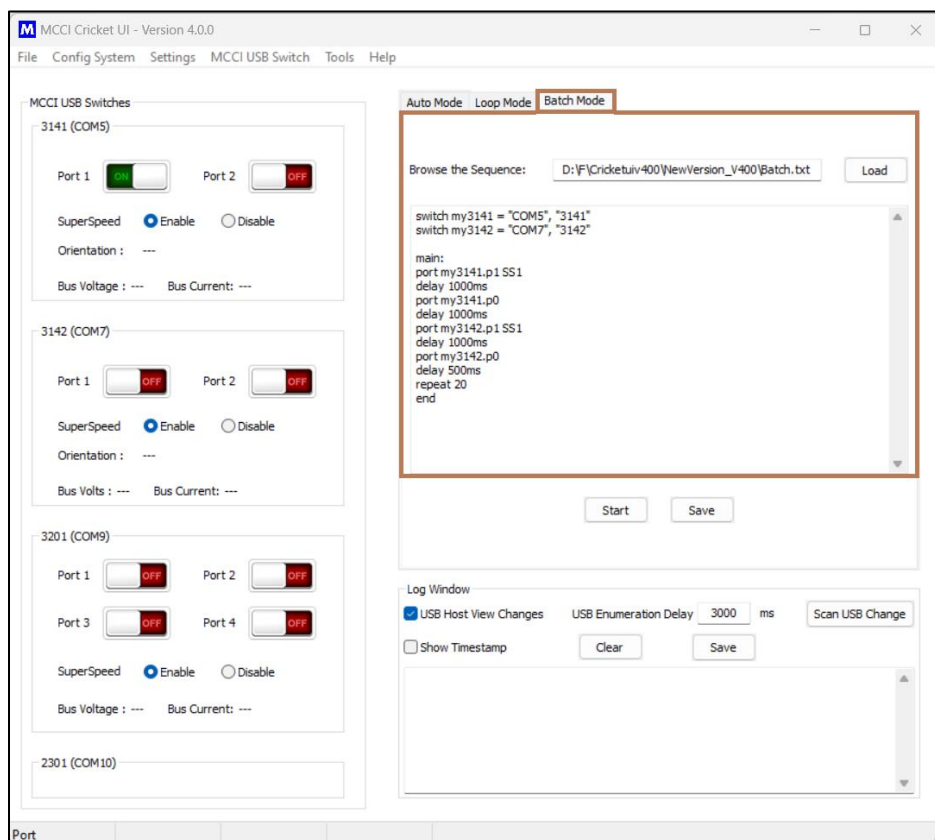 M MCCI Cricket UI - Version 4.0.0
File Config System Settings MCCI USB Switch Tools Help
MCCI USB Switches
3141 (COM5)
Port 1 ON Port 2 OFF
SuperSpeed Enable Disable
Orientation : ---
Bus Voltage : --- Bus Current: ---
3142 (COM7)
Port 1 OFF Port 2 OFF
SuperSpeed Enable Disable
Orientation : ---
Bus Volts : --- Bus Current: ---
3201 (COM9)
Port 1 OFF Port 2 OFF
Port 3 OFF Port 4 OFF
SuperSpeed Enable Disable
Bus Voltage : --- Bus Current: ---
2301 (COM10)
Auto Mode Loop Mode Batch Mode
Browse the Sequence: D:\F\Cricketuiv400\NewVersion_V400\Batch.txt Load
switch my3141 = "COM5", "3141"
switch my3142 = "COM7", "3142"
main:
port my3141.p1 SS1
delay 1000ms
port my3141.p0
delay 1000ms
port my3142.p1 SS1
delay 1000ms
port my3142.p0
delay 500ms
repeat 20
end
Start Save
Log Window
USB Host View Changes USB Enumeration Delay 3000 ms Scan USB Change
Show Timestamp Clear Save
Port